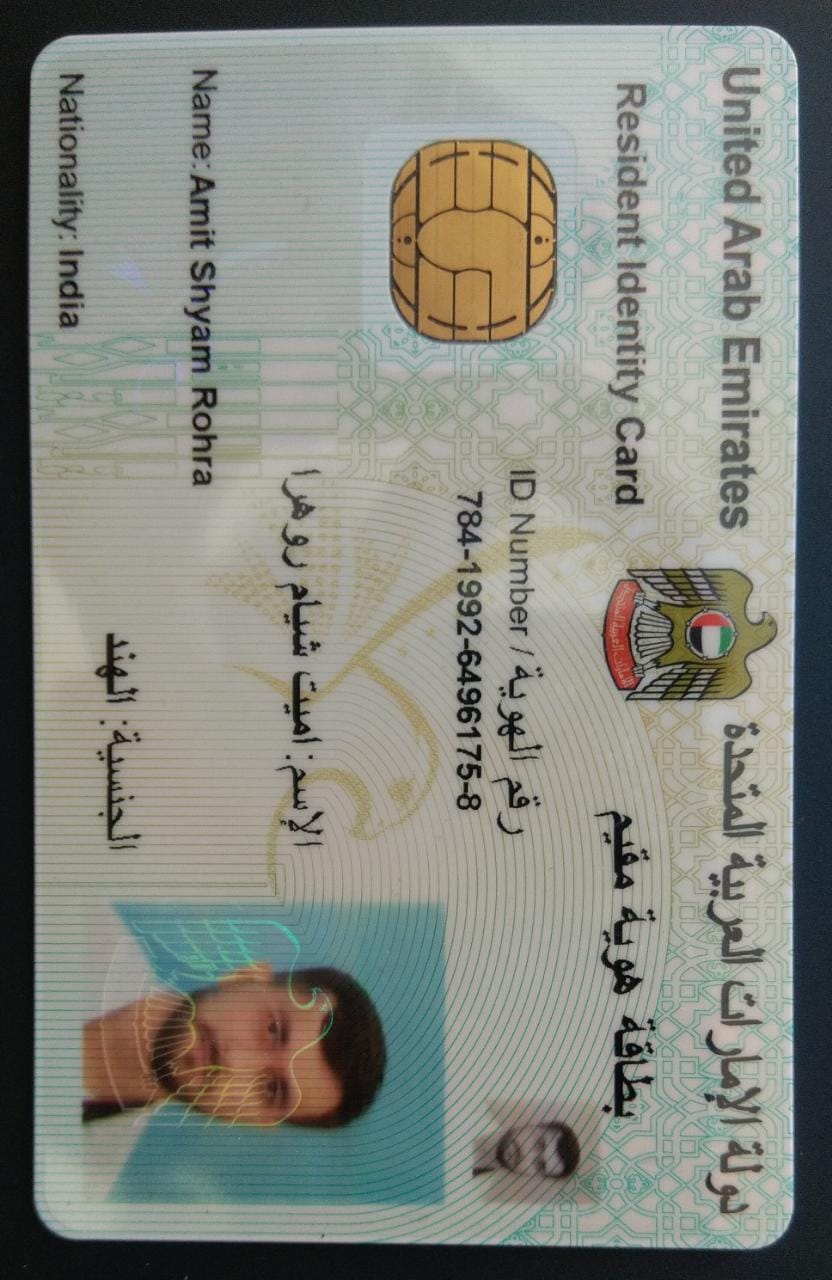 United Arab Emirates
دولة الإمارات العربية المتحدة
Resident Identity Card
بطاقة هوية مقيم
ID Number / رقم الهوية
784-1992-6496175-8
الإسم: اميت شيام روهرا
Name: Amit Shyam Rohra
الجنسية: الهند
Nationality: India